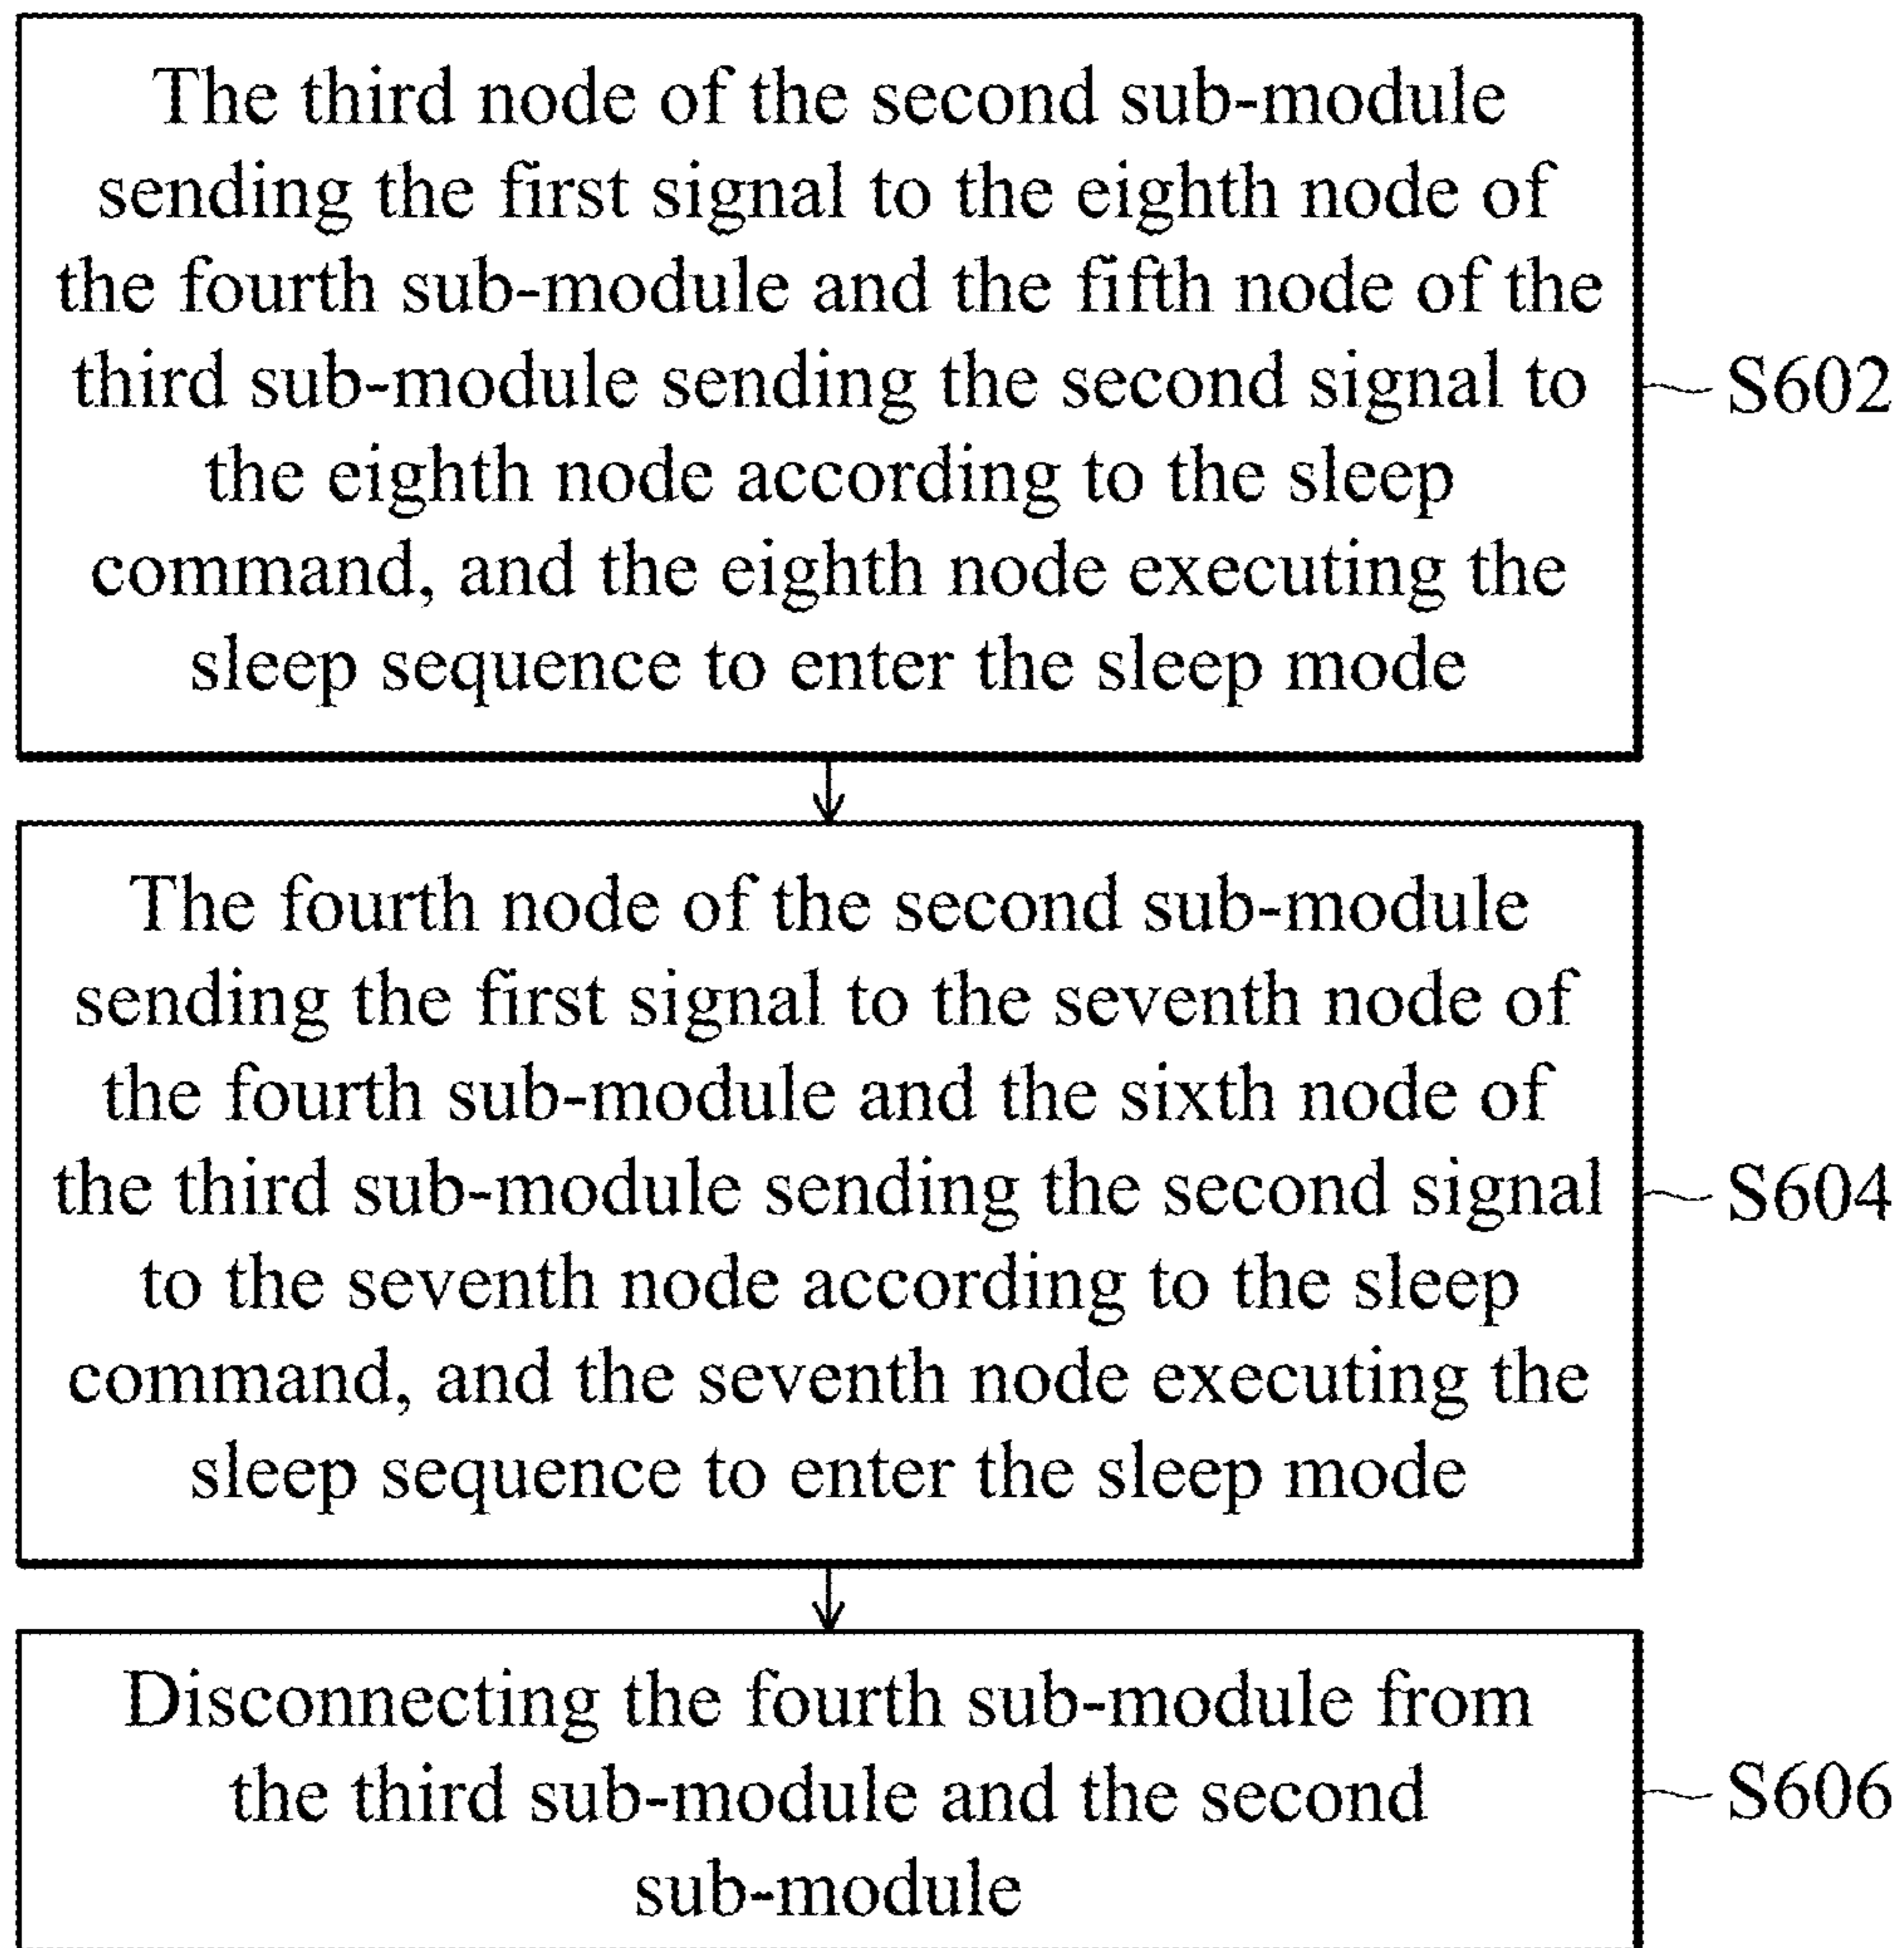 The third node of the second sub-module
sending the first signal to the eighth node of
the fourth sub-module and the fifth node of the
third sub-module sending the second signal to
the eighth node according to the sleep
command, and the eighth node executing the
sleep sequence to enter the sleep mode
S602
The fourth node of the second sub-module
sending the first signal to the seventh node of
the fourth sub-module and the sixth node of
the third sub-module sending the second signal
to the seventh node according to the sleep
command, and the seventh node executing the
sleep sequence to enter the sleep mode
S604
Disconnecting the fourth sub-module from
the third sub-module and the second
sub-module
S606